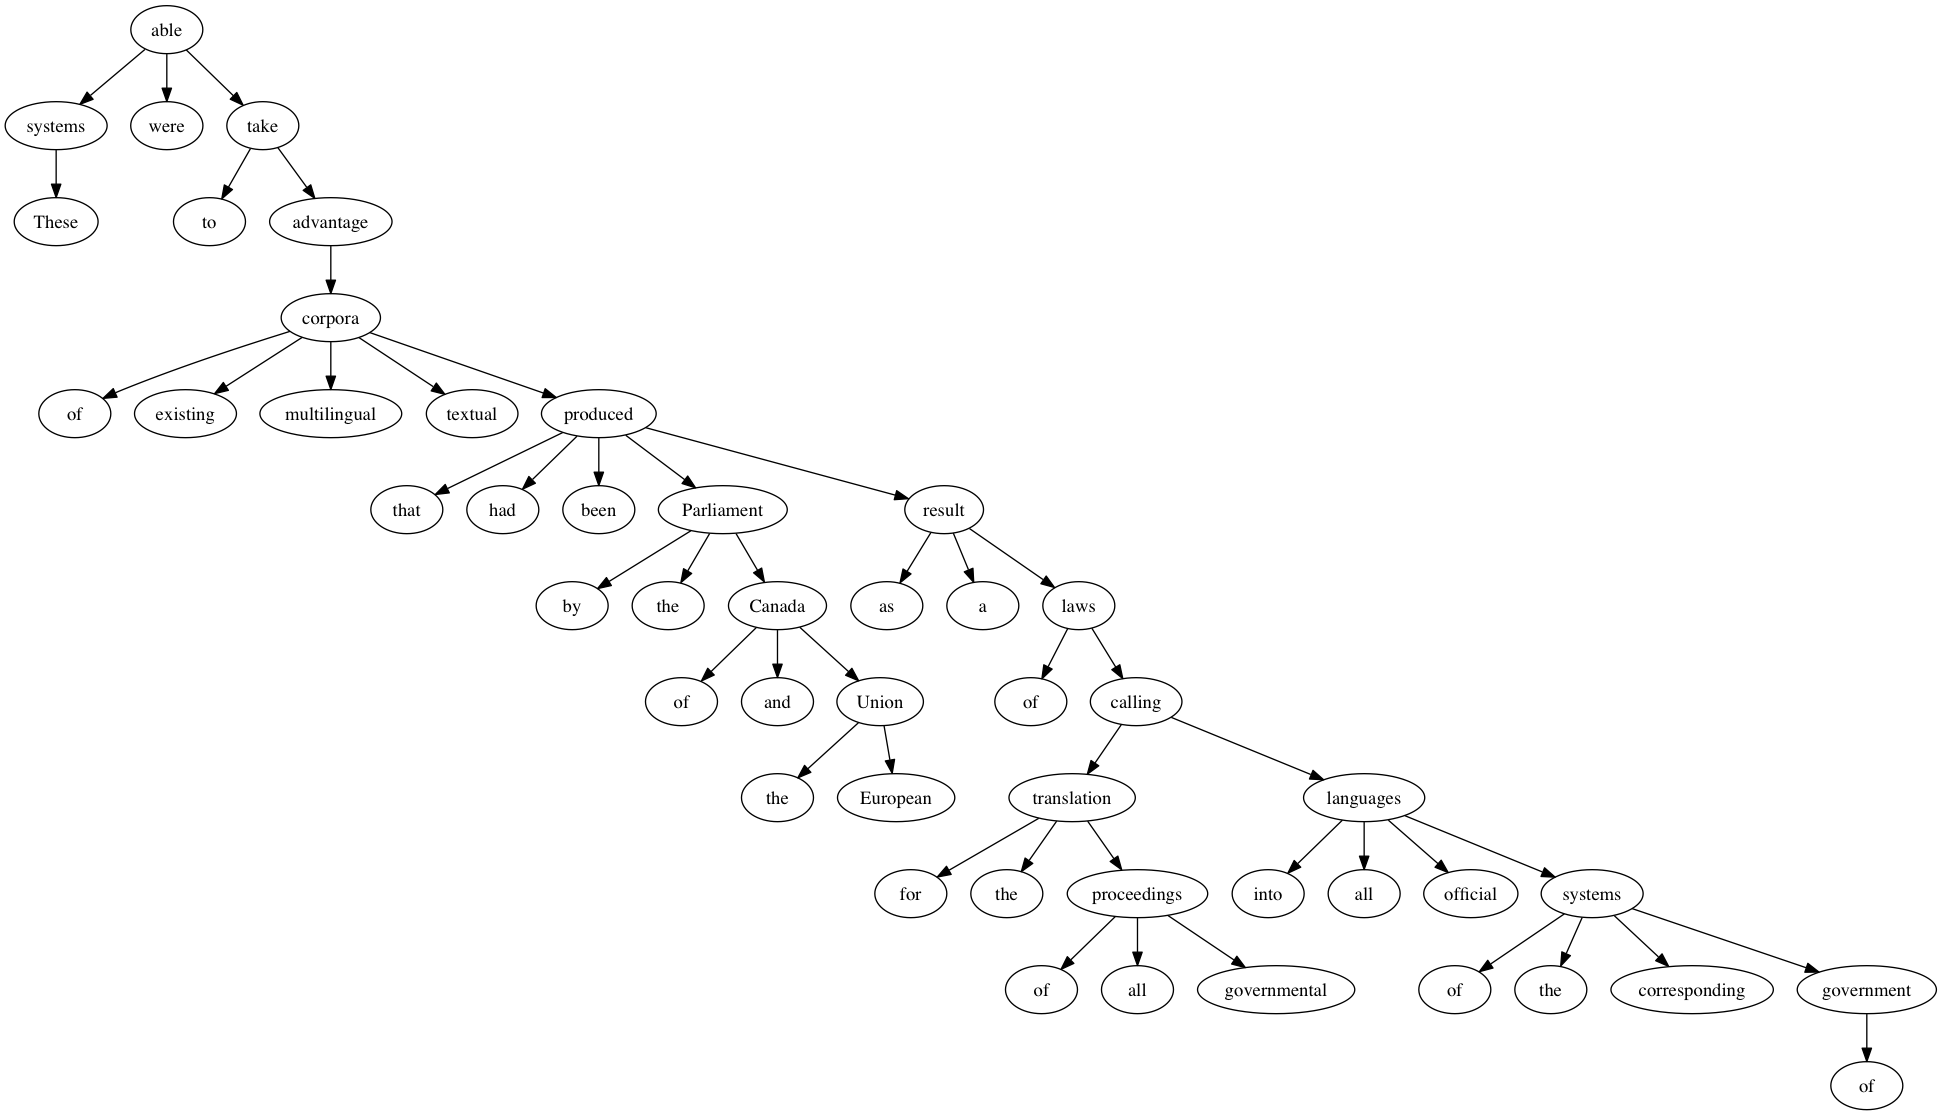 able
systems were take
These to advantage
corpora
of existing multilingual textual produced
that had been Parliament result
by the Canada as a laws
of and Union of calling
the European translation languages
for the proceedings into all official systems
of all governmental of the corresponding government
of